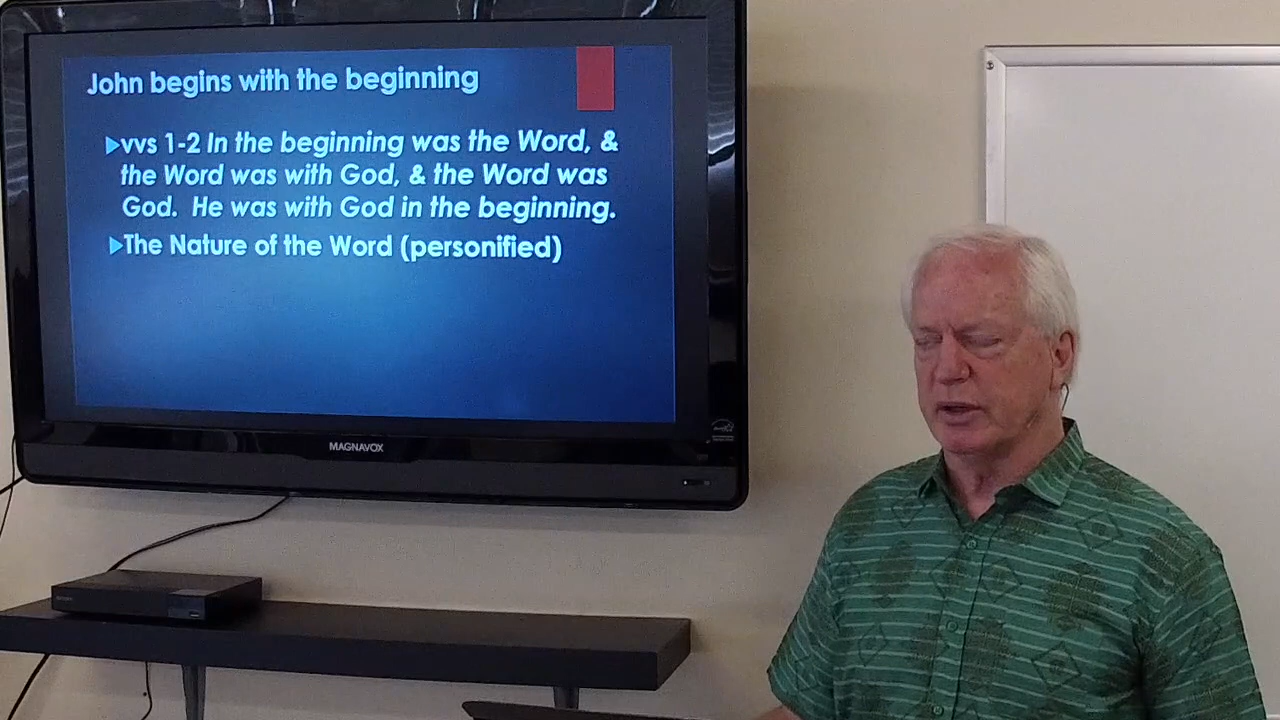 John begins with the beginning
vvs 1-2 In the beginning was the Word, &
the Word was with God, & the Word was
God. He was with God in the beginning.
The Nature of the Word (personified)
MAGNAVOX